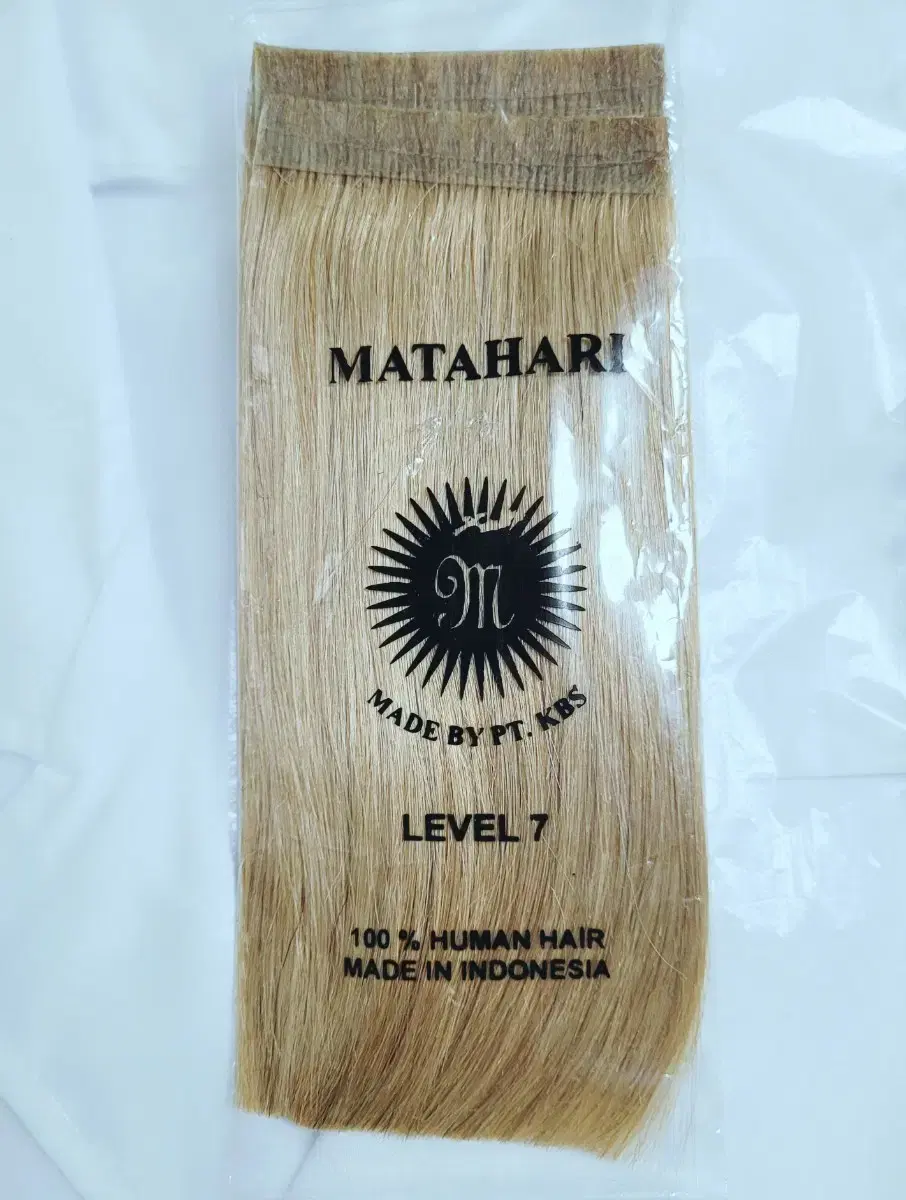 MATAHARI
M
MADE BY PT. KBS
LEVEL 7
100 % HUMAN HAIR
MADE IN INDONESIA